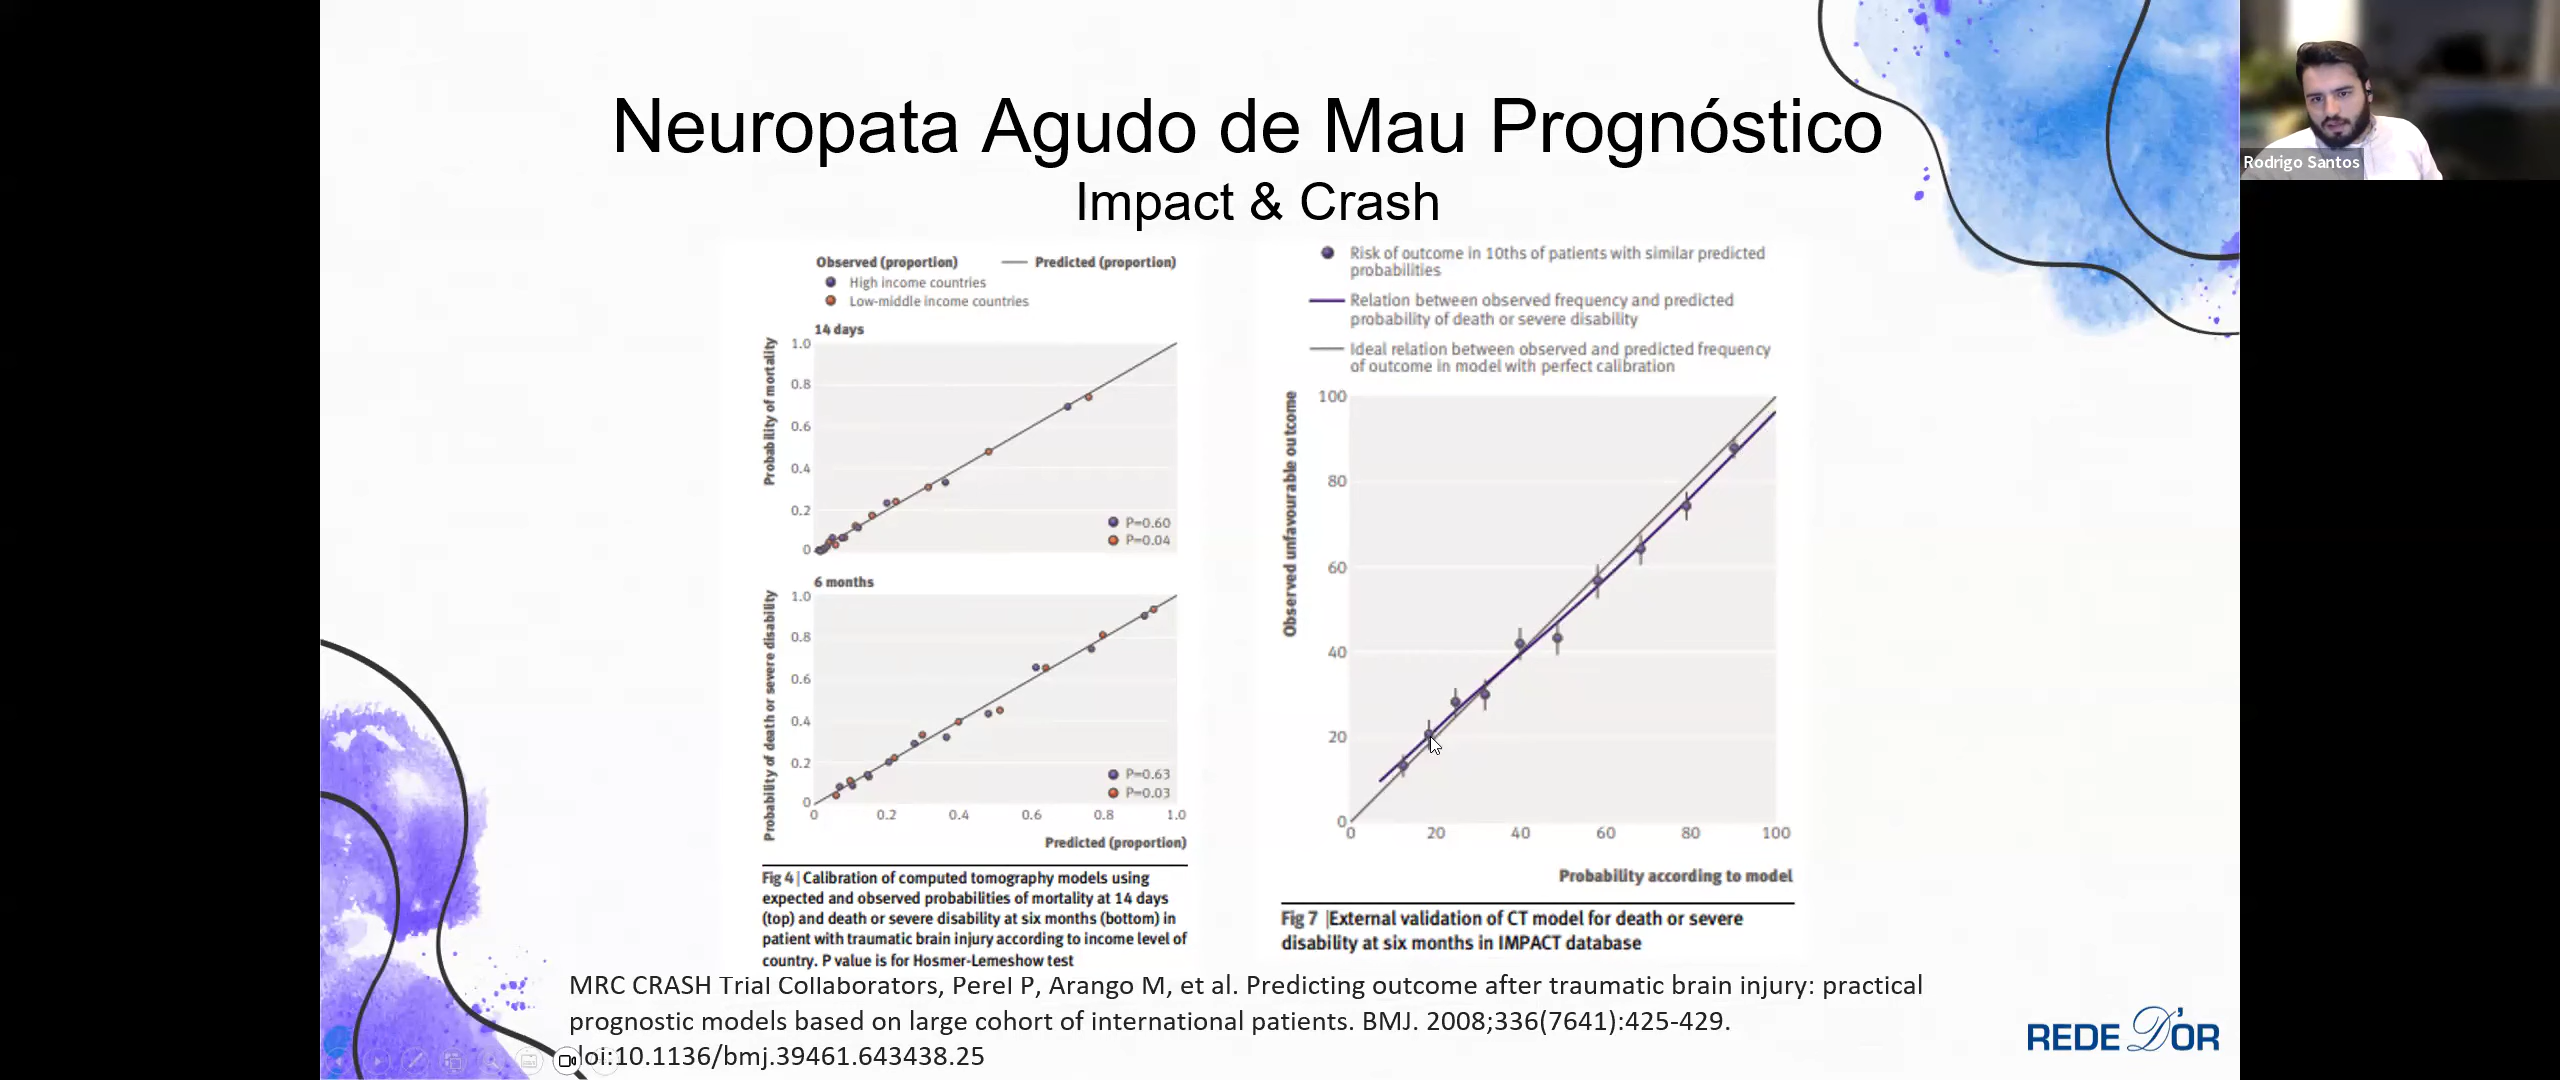 Neuropata Agudo de Mau Prognóstico
Impact & Crash
Rodrigo Santos
Observed (proportion)
Predicted (proportion)
High income countries
Low-middle income countries
14 days
Probability of mortality
1.0
0.8
0.6
0.4
0.2
0
P=0.60
P=0.04
6 months
Probability of death or severe disability
1.0
0.8
0.6
0.4
0.2
0
P=0.63
P=0.03
0 0.2 0.4 0.6 0.8 1.0
Predicted (proportion)
Fig 4 | Calibration of computed tomography models using
expected and observed probabilities of mortality at 14 days
(top) and death or severe disability at six months (bottom) in
patient with traumatic brain injury according to income level of
country. P value is for Hosmer-Lemeshow test
Risk of outcome in 10ths of patients with similar predicted
probabilities
Relation between observed frequency and predicted
probability of death or severe disability
Ideal relation between observed and predicted frequency
of outcome in model with perfect calibration
Observed unfavourable outcome
100
80
60
40
20
0
0 20 40 60 80 100
Probability according to model
Fig 7 | External validation of CT model for death or severe
disability at six months in IMPACT database
MRC CRASH Trial Collaborators, Perel P, Arango M, et al. Predicting outcome after traumatic brain injury: practical
prognostic models based on large cohort of international patients. BMJ. 2008;336(7641):425-429.
doi:10.1136/bmj.39461.643438.25
REDE D'OR